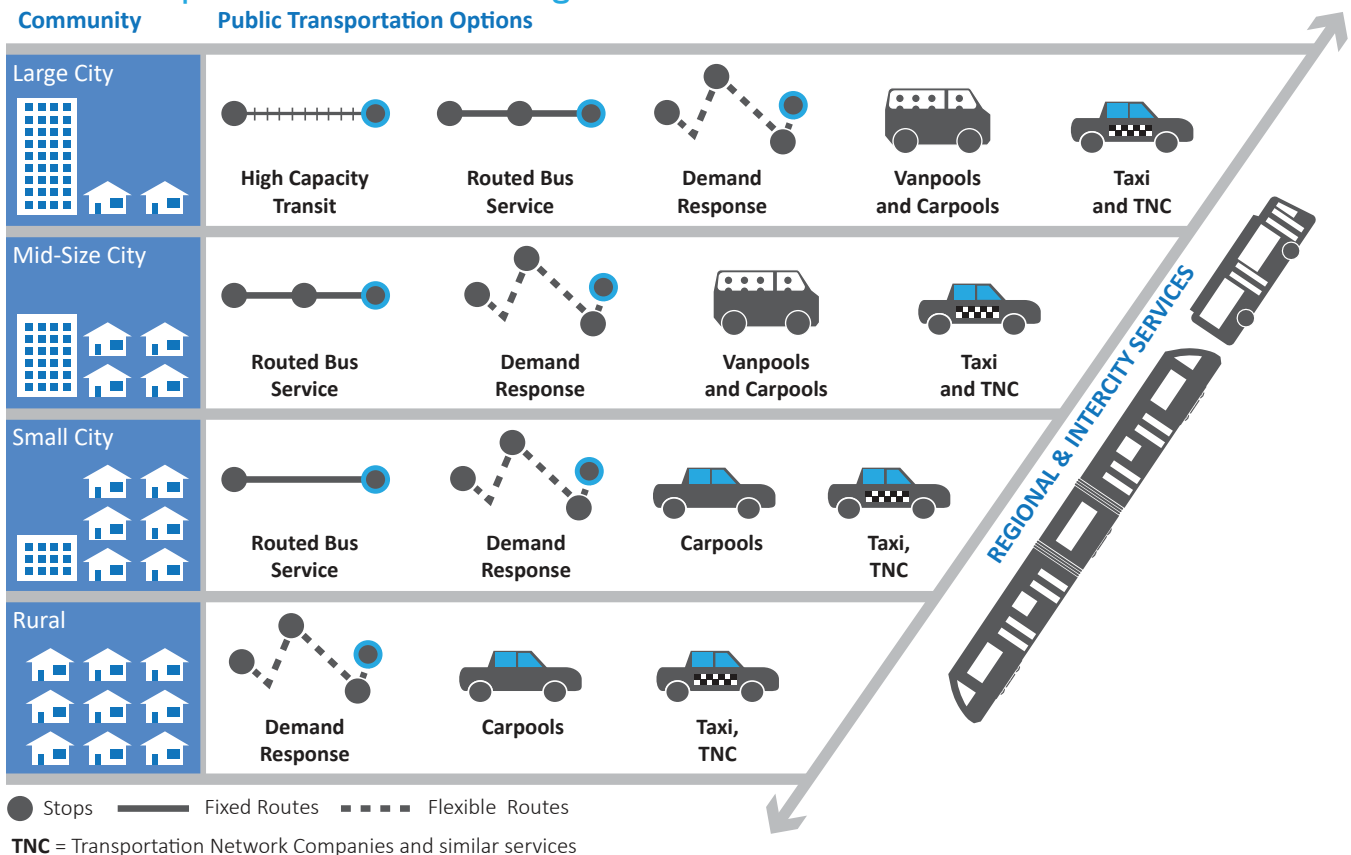 Community
Public Transportation Options
Large City
High Capacity
Transit
Routed Bus
Service
Demand
Response
Vanpools
and Carpools
Taxi
and TNC
Mid-Size City
Routed Bus
Service
Demand
Response
Vanpools
and Carpools
Taxi
and TNC
Small City
Routed Bus
Service
Demand
Response
Carpools
Taxi,
TNC
Rural
Demand
Response
Carpools
Taxi,
TNC
REGIONAL & INTERCITY SERVICES
Stops
Fixed Routes
Flexible Routes
TNC = Transportation Network Companies and similar services